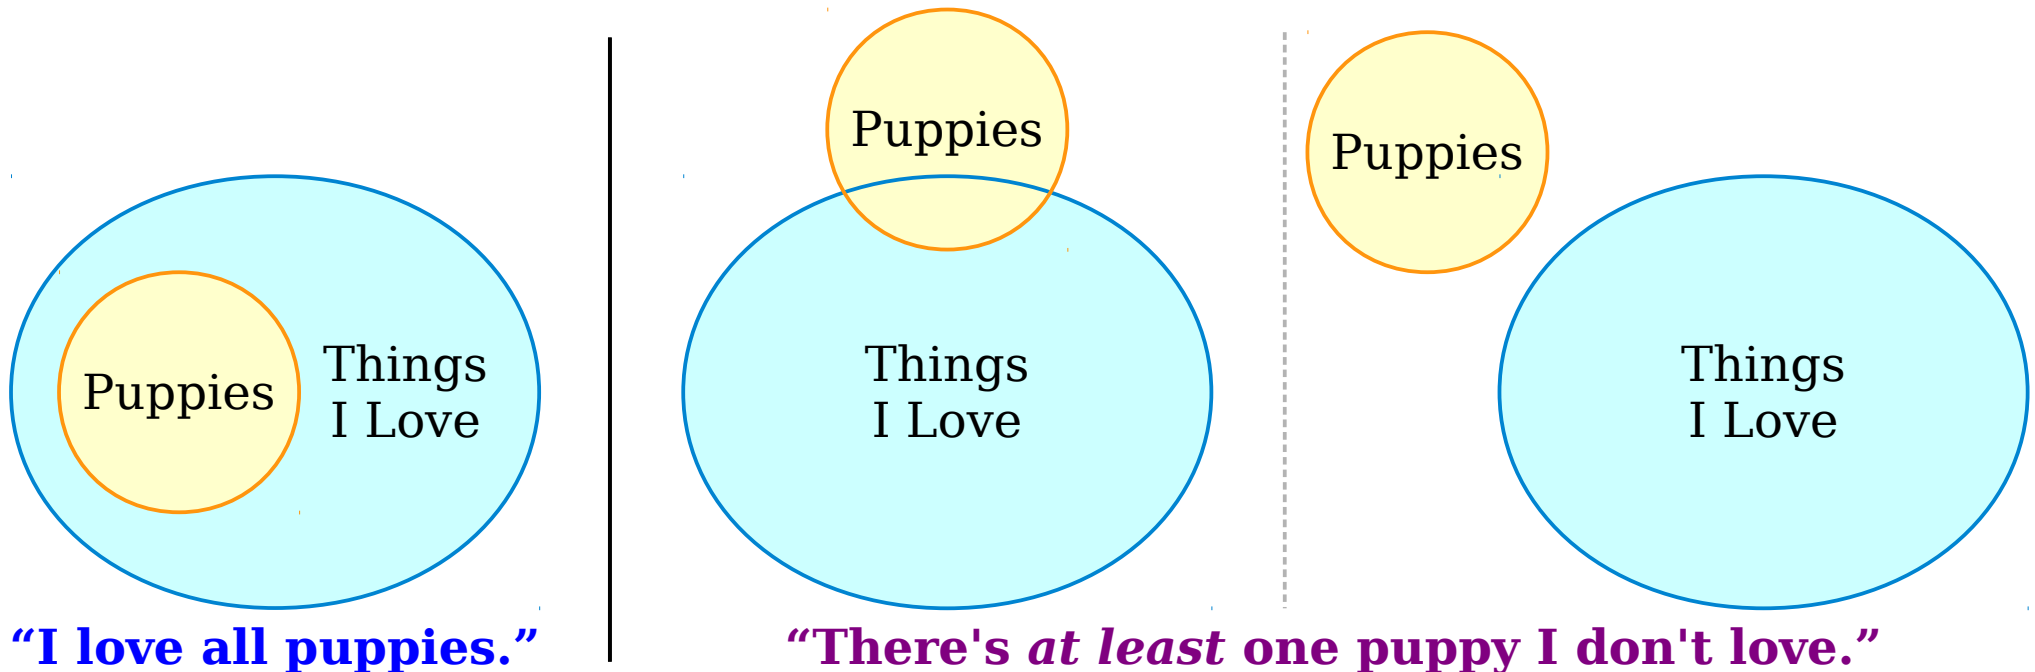 Puppies
Things
I Love
“I love all puppies.”
Puppies
Things
I Love
Puppies
Things
I Love
“There's at least one puppy I don't love.”